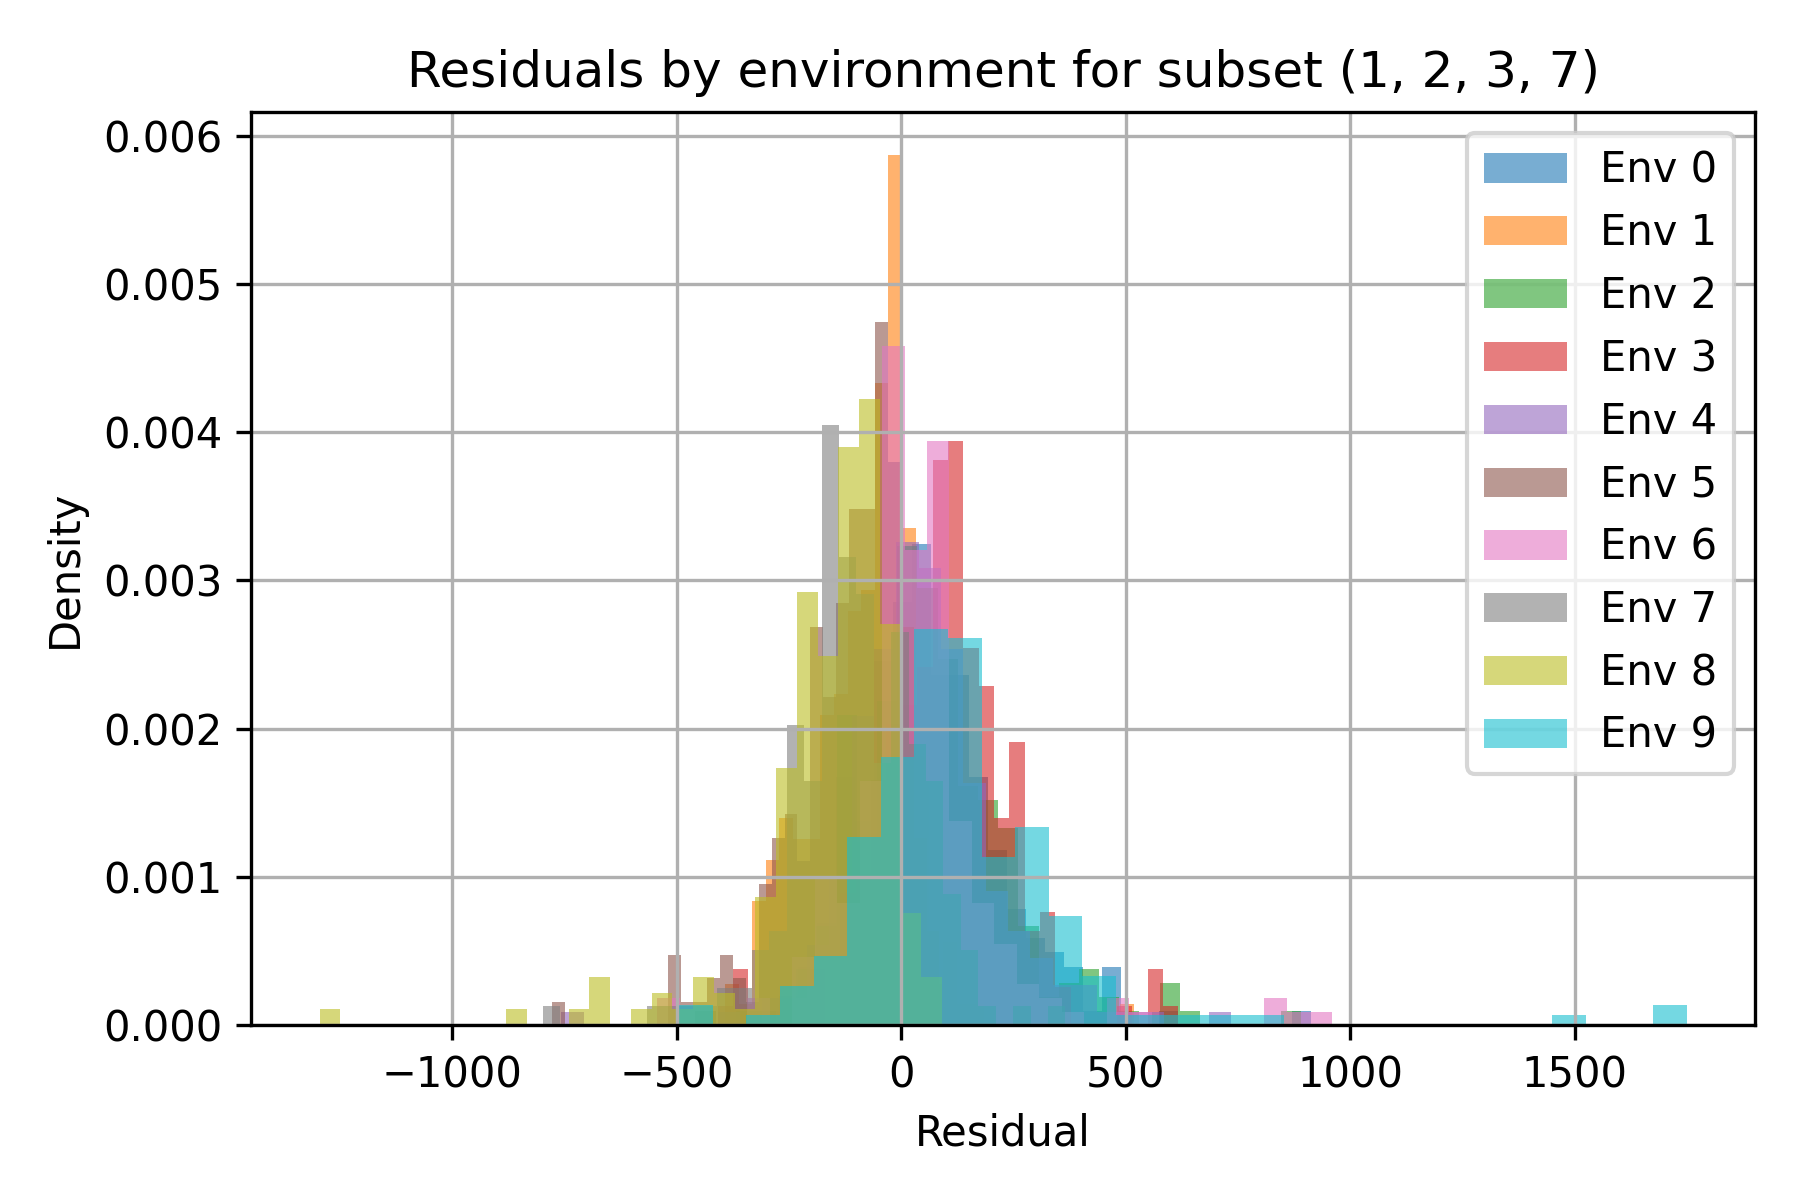 Residuals by environment for subset (1, 2, 3, 7)
0.006
0.005
0.004
0.003
0.002
0.001
0.000
Density
Env 0
Env 1
Env 2
Env 3
Env 4
Env 5
Env 6
Env 7
Env 8
Env 9
−1000 −500 0 500 1000 1500
Residual